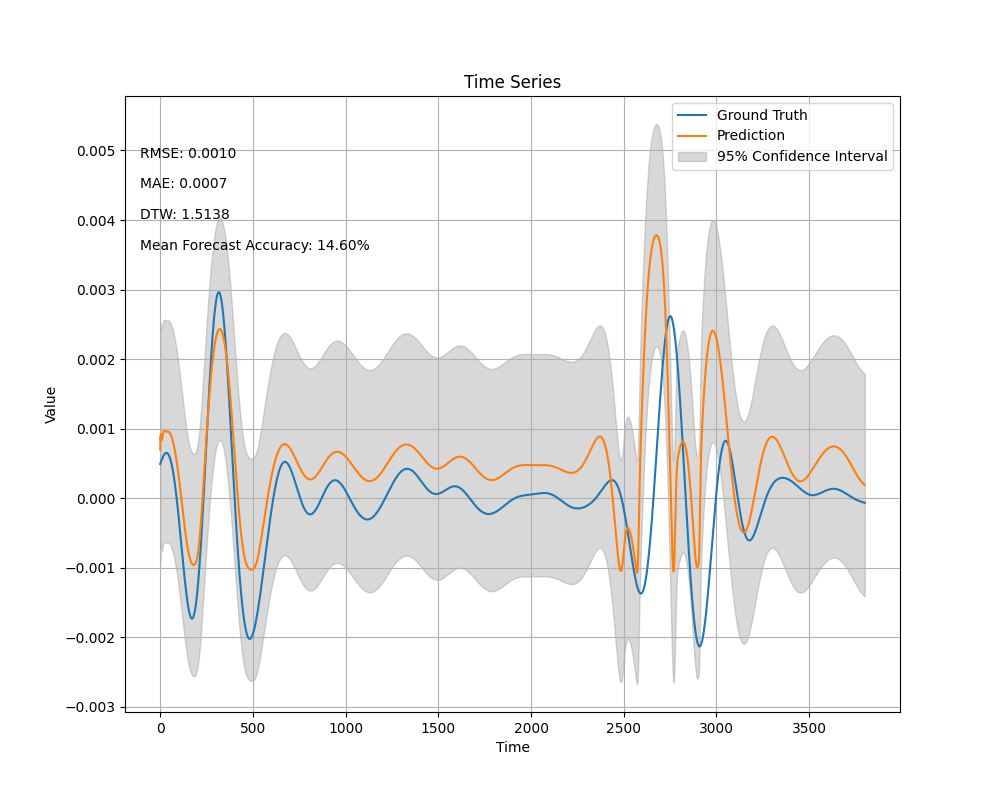 Time Series
Ground Truth
Prediction
95% Confidence Interval
RMSE: 0.0010
MAE: 0.0007
DTW: 1.5138
Mean Forecast Accuracy: 14.60%
0.005
0.004
0.003
0.002
0.001
0.000
−0.001
−0.002
−0.003
Value
0 500 1000 1500 2000 2500 3000 3500
Time